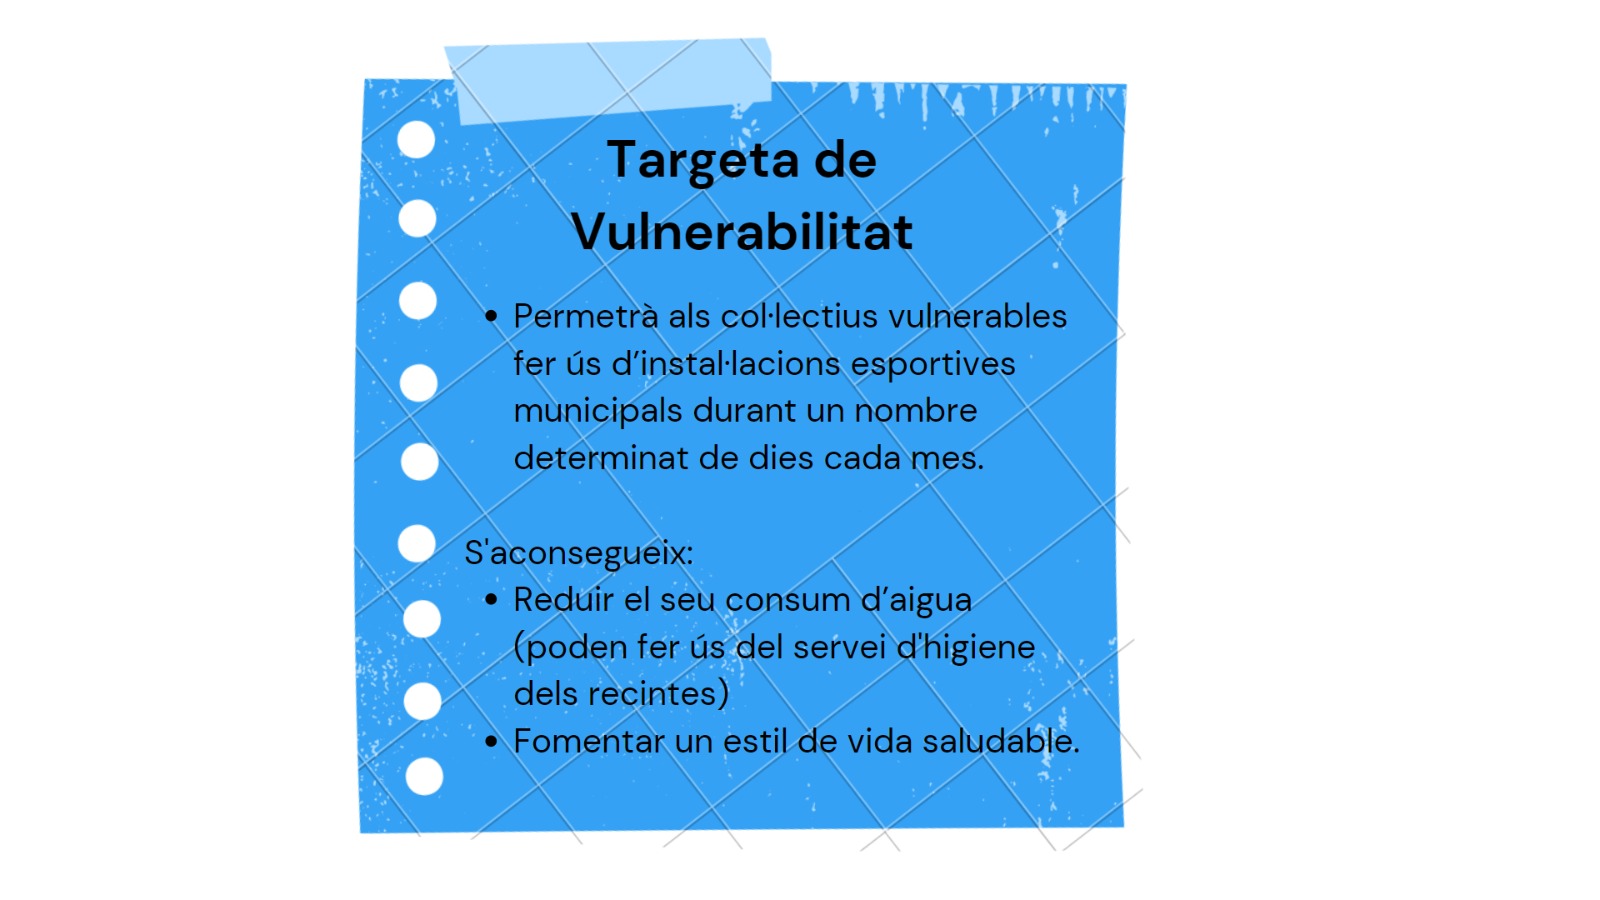 Targeta de
Vulnerabilitat
• Permetrà als col·lectius vulnerables
fer ús d’instal·lacions esportives
municipals durant un nombre
determinat de dies cada mes.
S'aconsegueix:
• Reduir el seu consum d’aigua
(poden fer ús del servei d'higiene
dels recintes)
• Fomentar un estil de vida saludable.